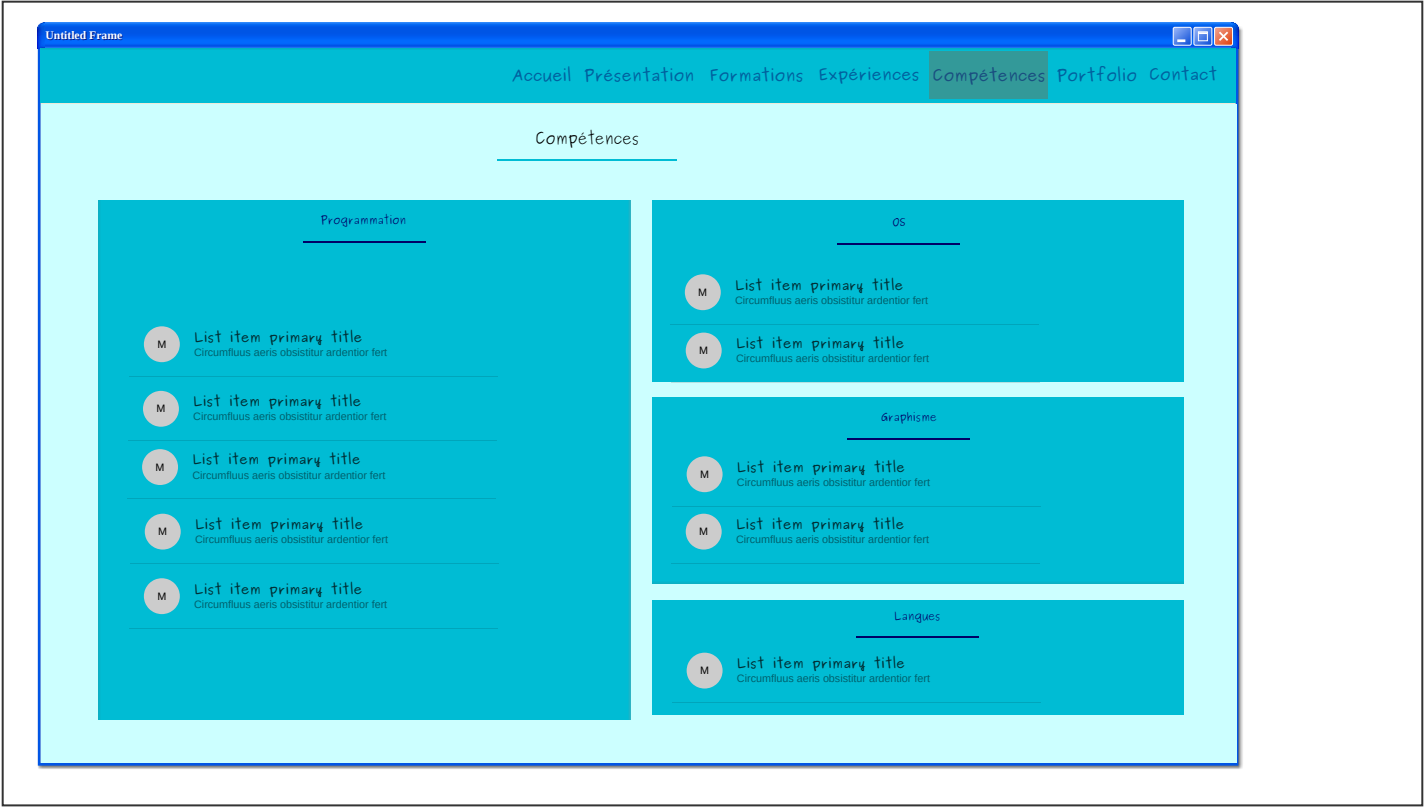 Untitled Frame
Accueil Présentation Formations Expériences Compétences Portfolio Contact
Compétences
Programmation
M
List item primary title
Circumfluus aeris obsistitur ardentior fert
M
List item primary title
Circumfluus aeris obsistitur ardentior fert
M
List item primary title
Circumfluus aeris obsistitur ardentior fert
M
List item primary title
Circumfluus aeris obsistitur ardentior fert
M
List item primary title
Circumfluus aeris obsistitur ardentior fert
OS
M
List item primary title
Circumfluus aeris obsistitur ardentior fert
M
List item primary title
Circumfluus aeris obsistitur ardentior fert
Graphisme
M
List item primary title
Circumfluus aeris obsistitur ardentior fert
M
List item primary title
Circumfluus aeris obsistitur ardentior fert
Langues
M
List item primary title
Circumfluus aeris obsistitur ardentior fert